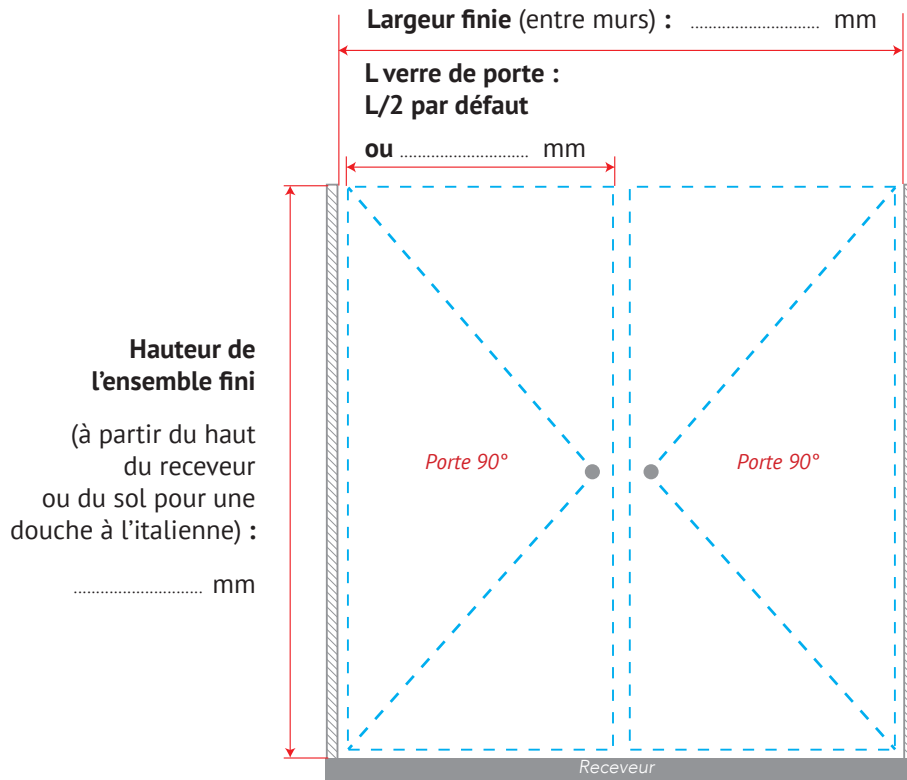 Largeur finie (entre murs) : .............................. mm
L verre de porte :
L/2 par défaut
ou .............................. mm
Hauteur de
l’ensemble fini
(à partir du haut
du receveur
ou du sol pour une
douche à l’italienne) :
.............................. mm
Porte 90°
Porte 90°
Receveur